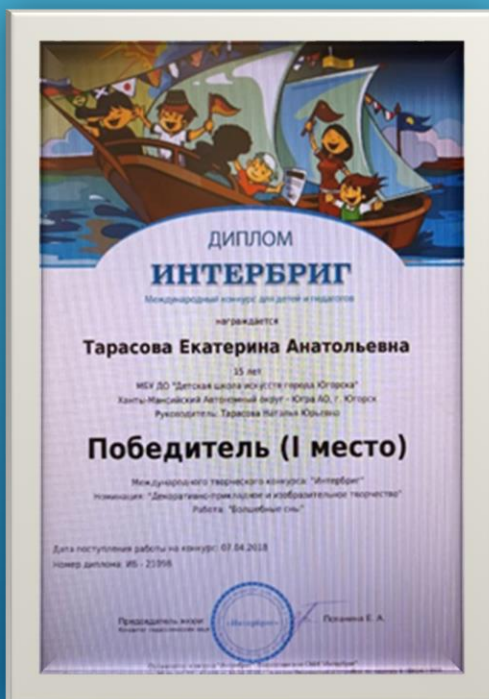 ДИПЛОМ
ИНТЕРБРИГ
Международный конкурс для детей и педагогов
награждается
Тарасова Екатерина Анатольевна
15 лет
МБУ ДО "Детская школа искусств города Югорска"
Ханты-Мансийский Автономный округ - Югра АО, г. Югорск
Руководитель: Тарасова Наталья Юрьевна
Победитель (I место)
Международного творческого конкурса: "Интербриг"
Номинация: "Декоративно-прикладное и изобразительное творчество"
Работа: "Волшебные сны"
Дата поступления работы на конкурс: 07.04.2018
Номер диплома: ИБ - 21998
Председатель жюри:
«Интербриг»
Е. А.